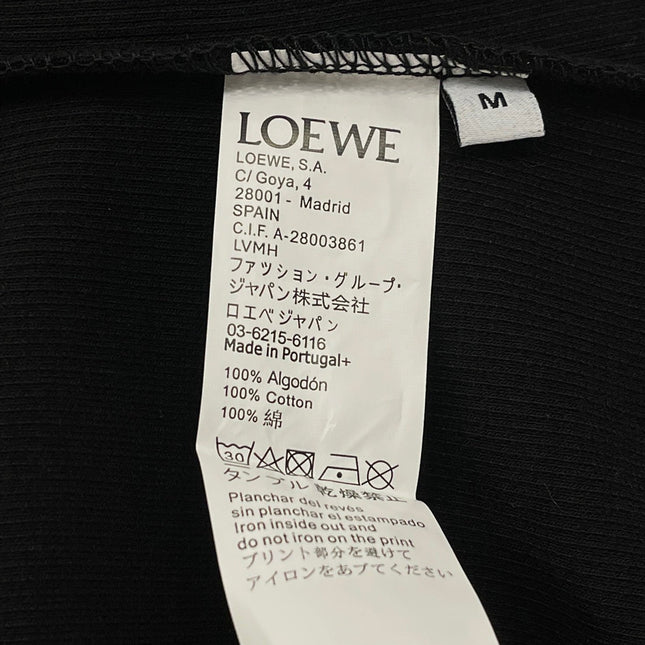 M
LOEWE
LOEWE, S.A.
C/ Goya, 4
28001 - Madrid
SPAIN
C.I.F. A-28003861
LVMH
ファッション・グループ・
ジャパン株式会社
ロエベジャパン
03-6215-6116
Made in Portugal+
100% Algodón
100% Cotton
100% 綿
30
タンブル乾燥禁止
Planchar del revés
sin planchar el estampado
Iron inside out and
do not iron on the print
プリント部分を避けて
アイロンをあてください